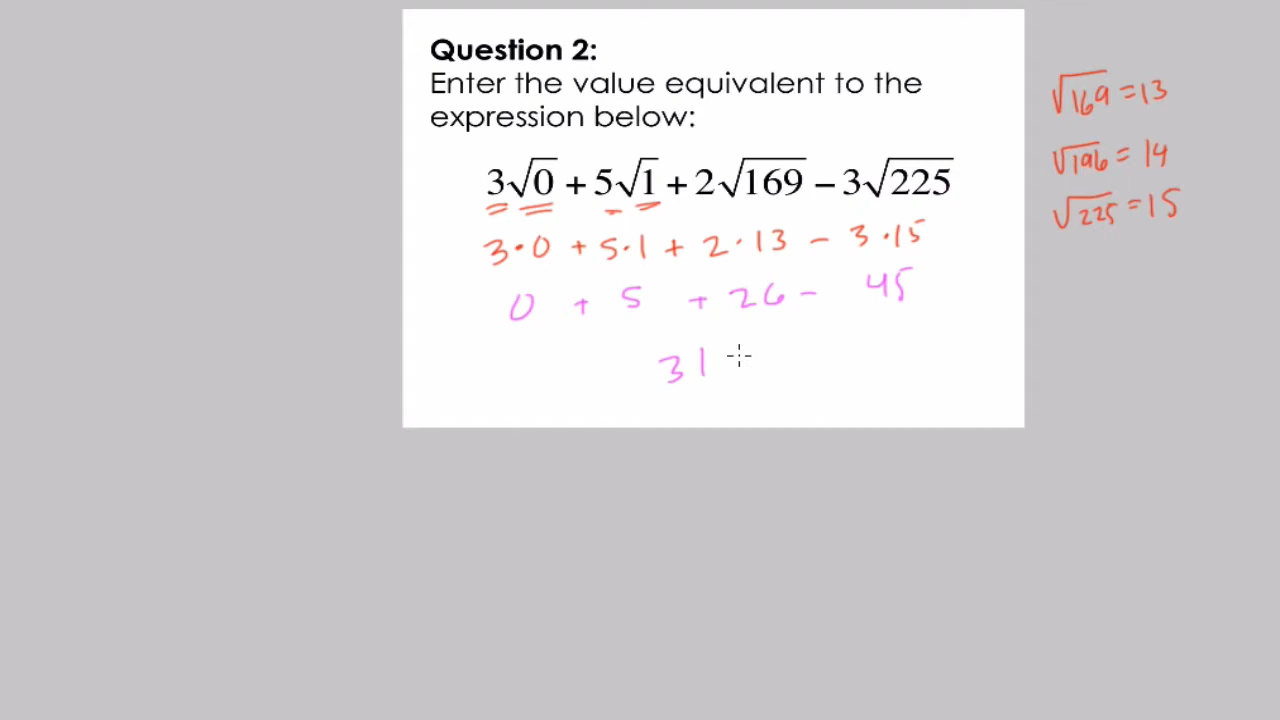 Question 2:
Enter the value equivalent to the
expression below:
3√0 + 5√1 + 2√169 − 3√225
3·0 + 5·1 + 2·13 − 3·15
0 + 5 + 26 − 45
31
√169 = 13
√196 = 14
√225 = 15